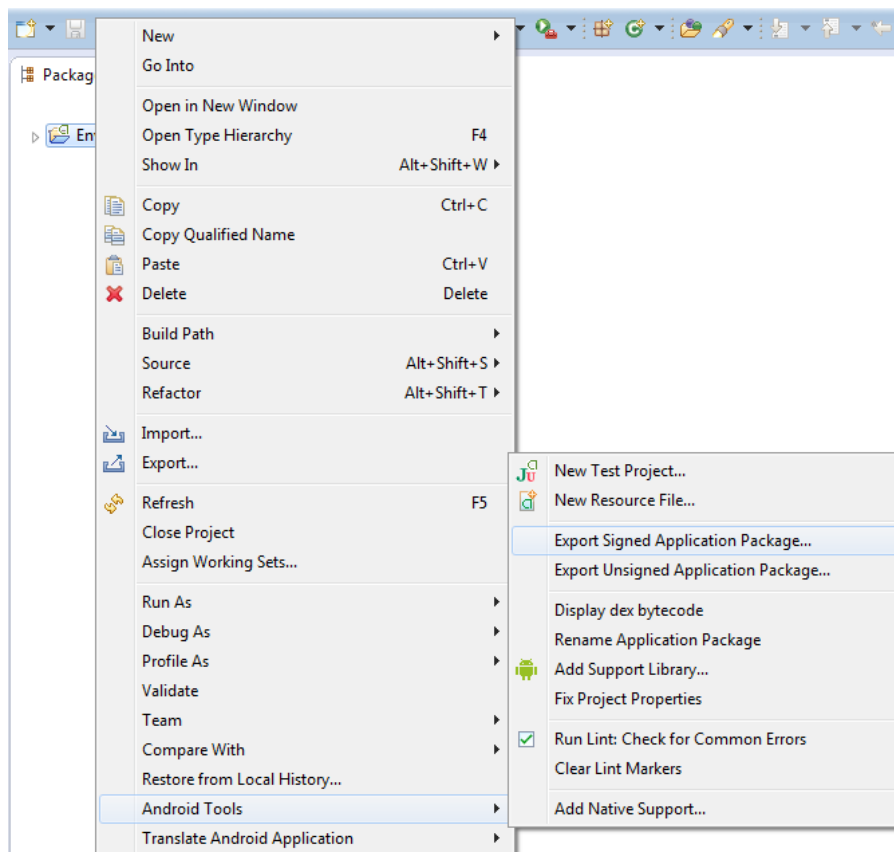 New
Go Into
Packag
Open in New Window
En
Open Type Hierarchy F4
Show In Alt+Shift+W
Copy Ctrl+C
Copy Qualified Name
Paste Ctrl+V
Delete Delete
Build Path
Source Alt+Shift+S
Refactor Alt+Shift+T
Import...
Export...
Refresh F5
Close Project
Assign Working Sets...
Run As
Debug As
Profile As
Validate
Team
Compare With
Restore from Local History...
Android Tools
Translate Android Application
New Test Project...
New Resource File...
Export Signed Application Package...
Export Unsigned Application Package...
Display dex bytecode
Rename Application Package
Add Support Library...
Fix Project Properties
Run Lint: Check for Common Errors
Clear Lint Markers
Add Native Support...